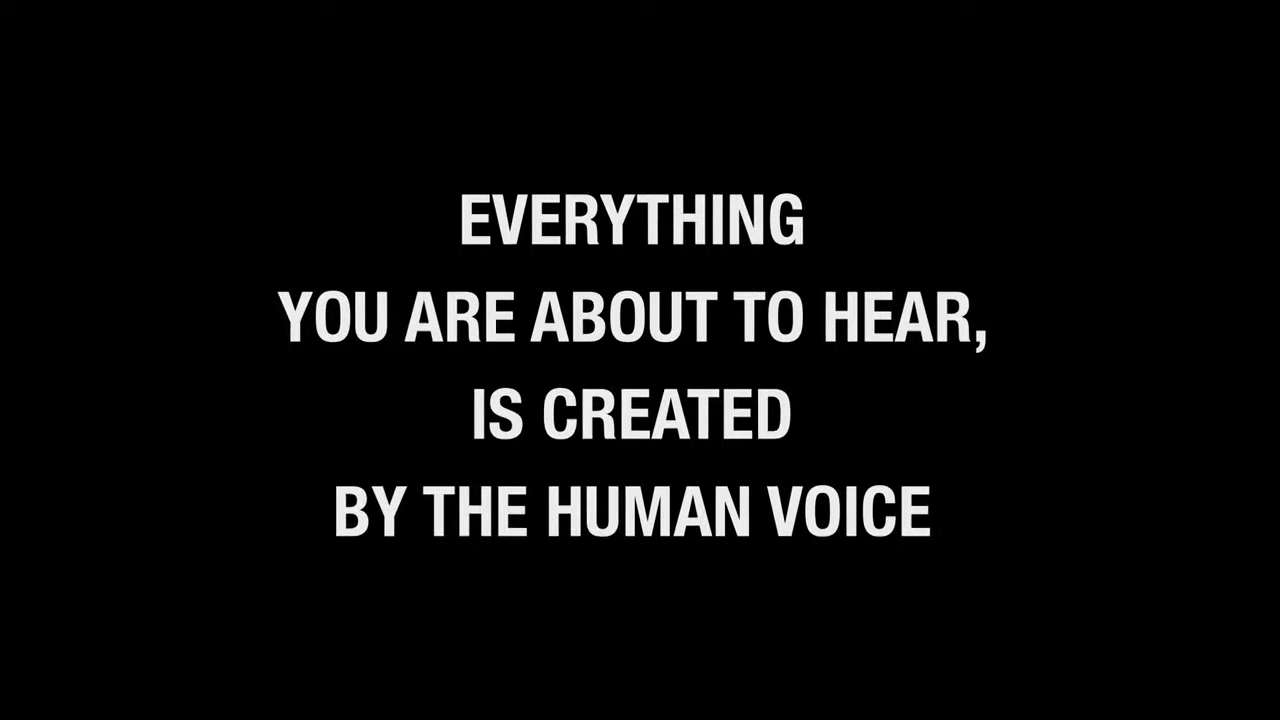 EVERYTHING
YOU ARE ABOUT TO HEAR,
IS CREATED
BY THE HUMAN VOICE